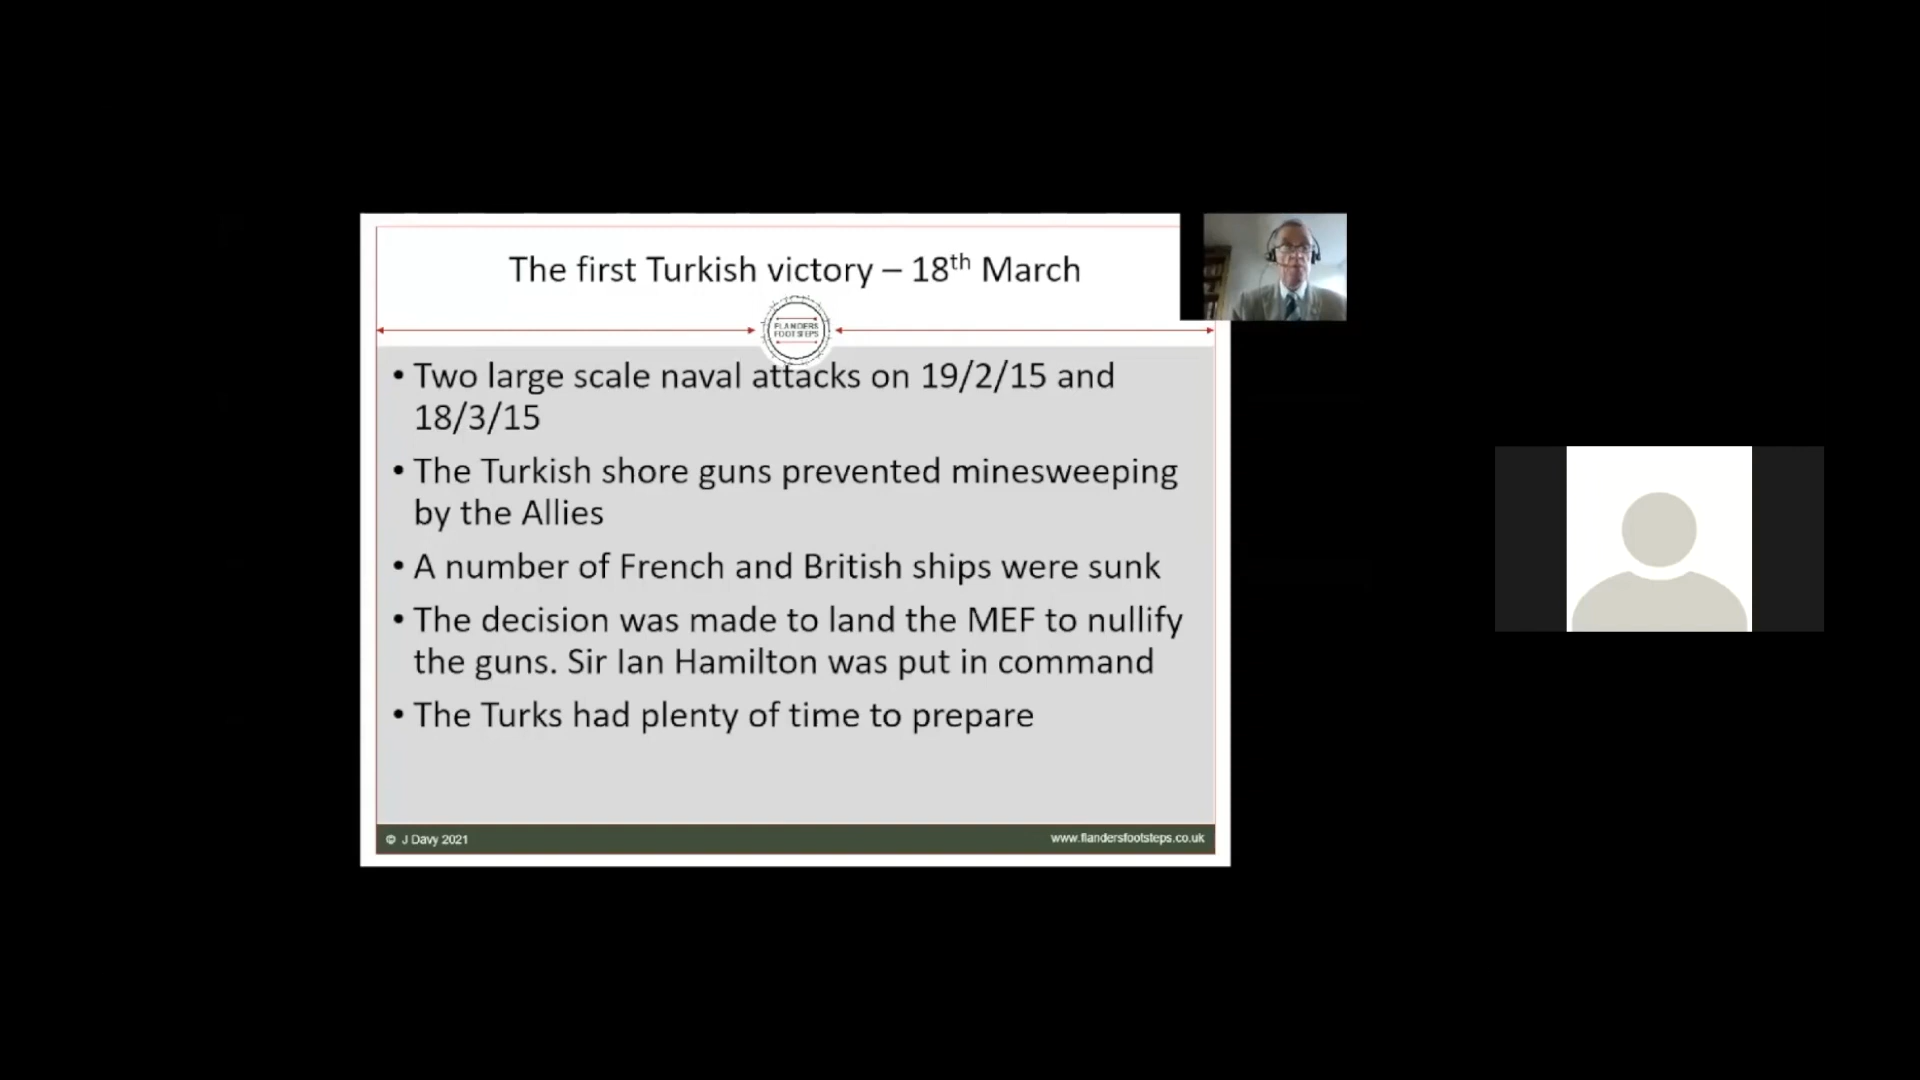 The first Turkish victory – 18th March
FLANDERS
FOOTSTEPS
• Two large scale naval attacks on 19/2/15 and
18/3/15
• The Turkish shore guns prevented minesweeping
by the Allies
• A number of French and British ships were sunk
• The decision was made to land the MEF to nullify
the guns. Sir Ian Hamilton was put in command
• The Turks had plenty of time to prepare
© J Davy 2021
www.flandersfootsteps.co.uk